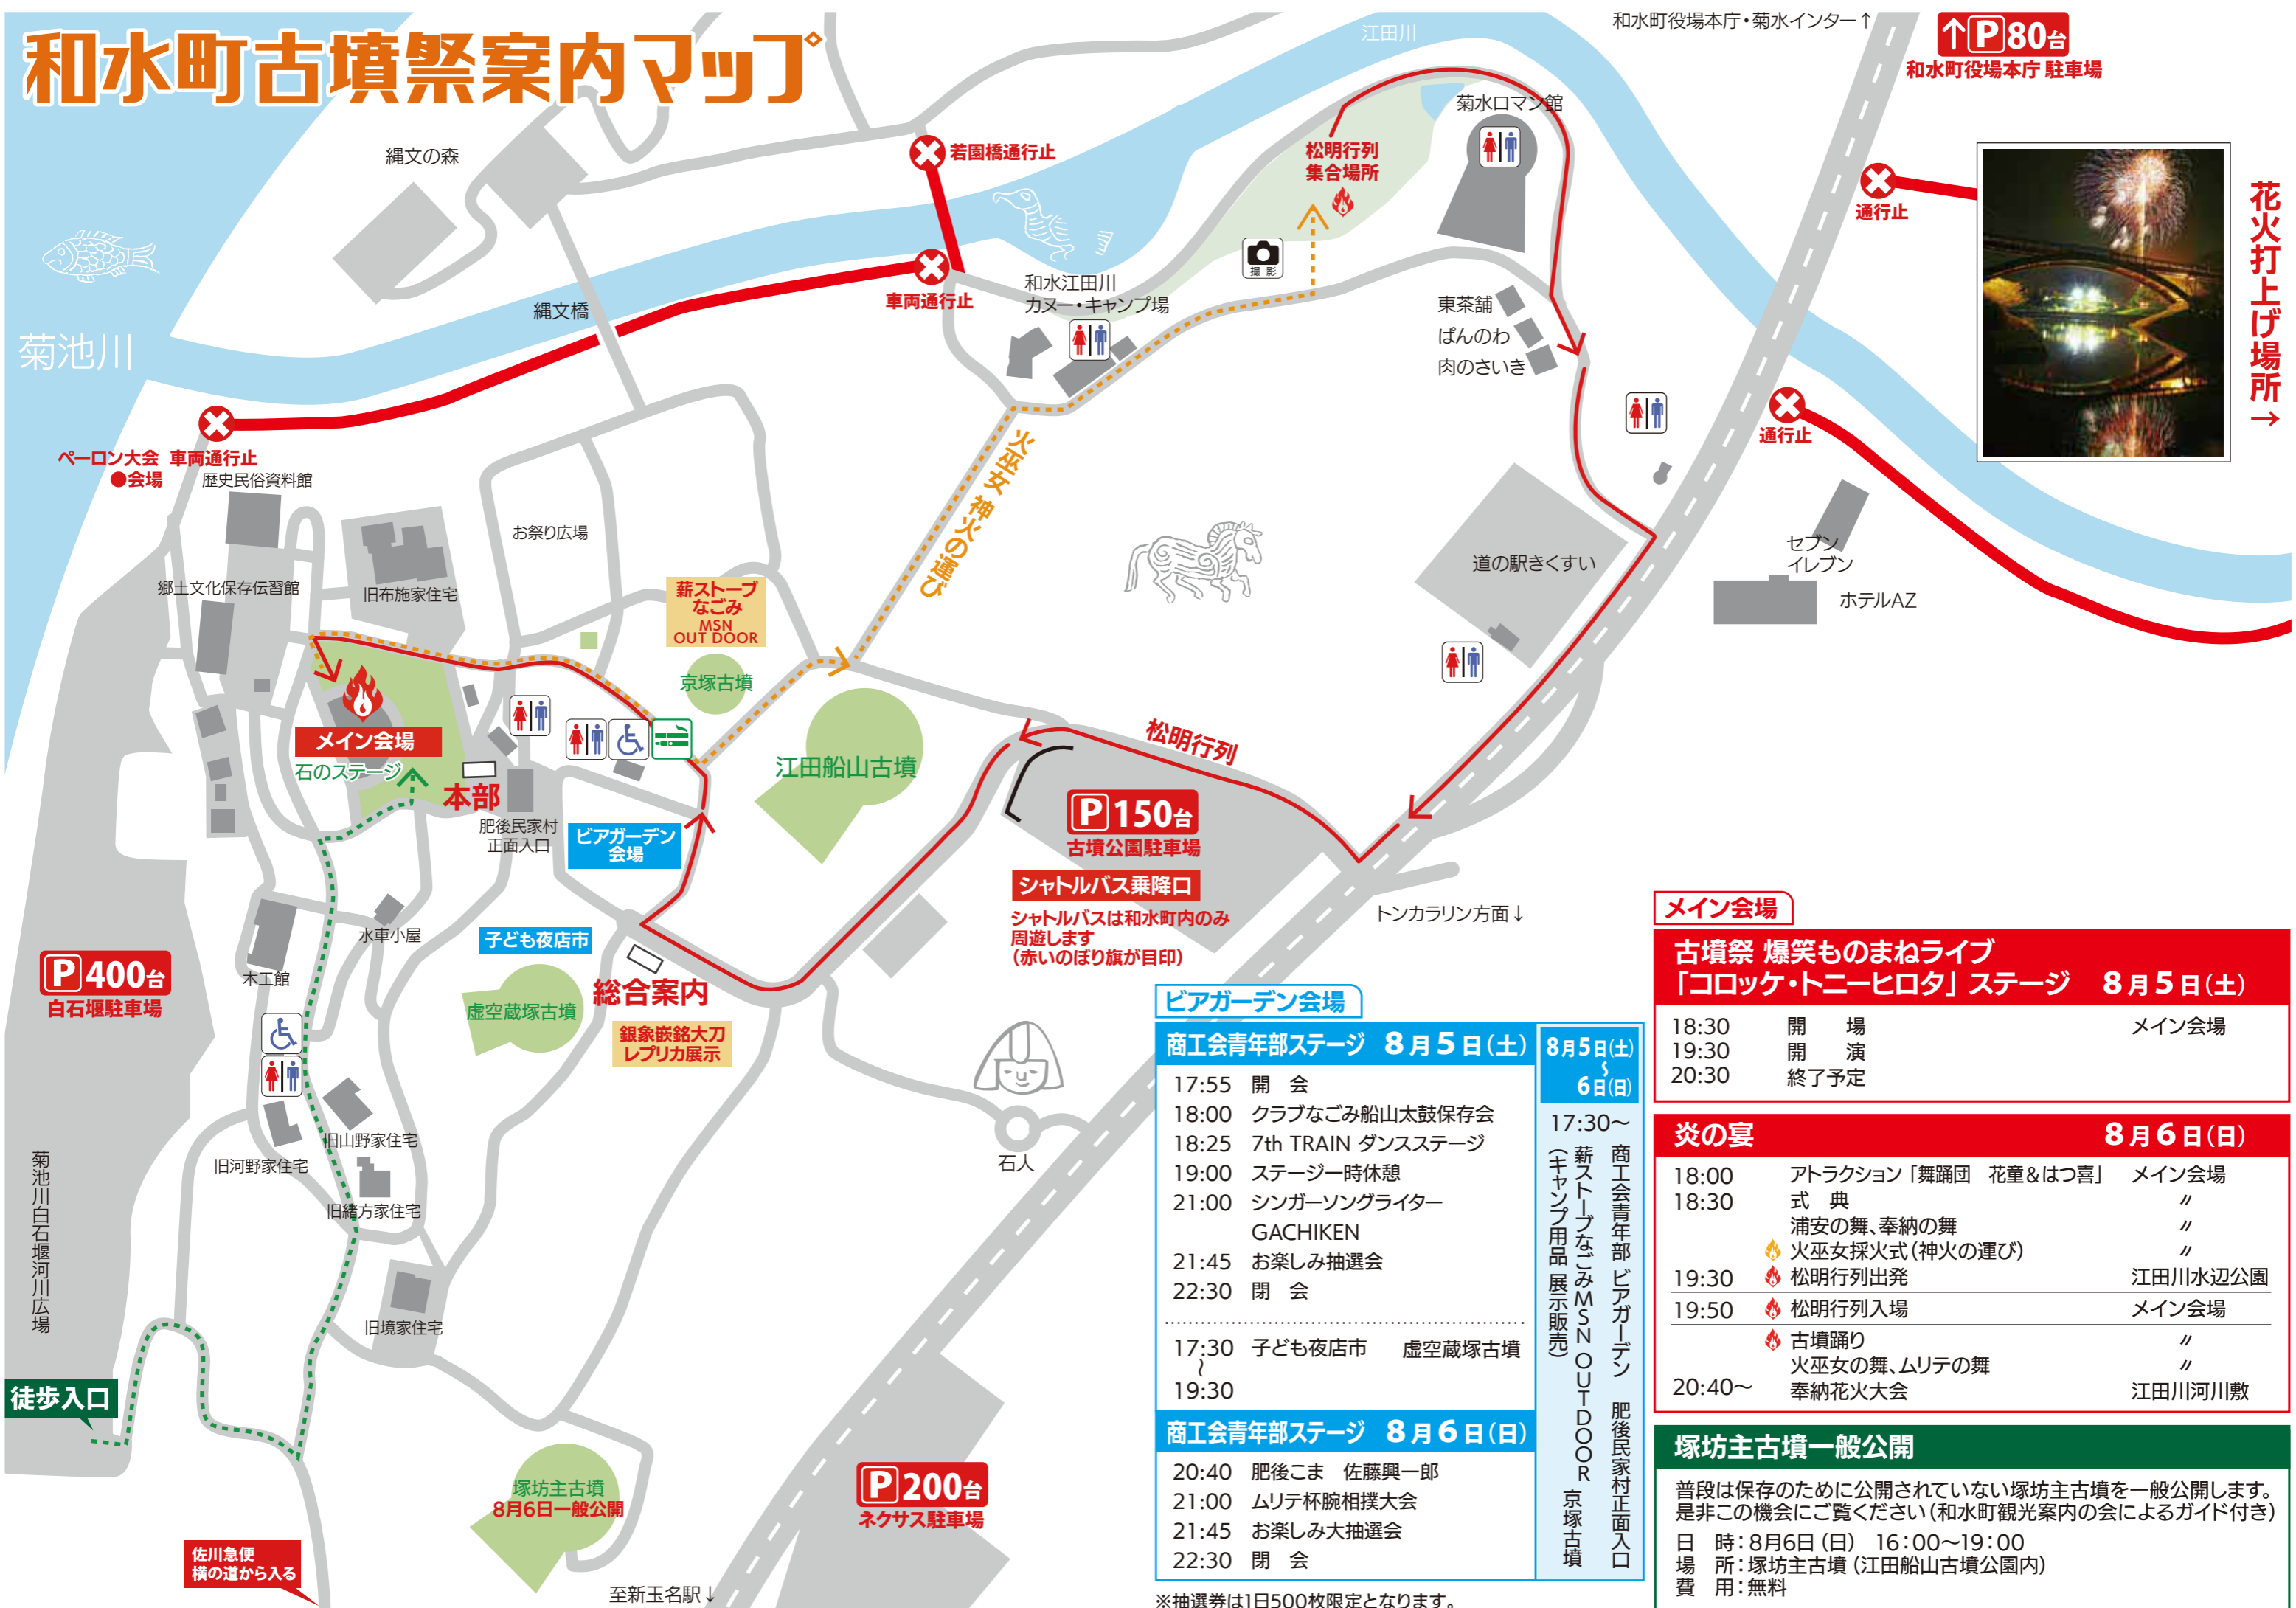 和水町古墳祭案内マップ
江田川
和水町役場本庁・菊水インター↑
↑P80台
和水町役場本庁 駐車場
縄文の森
若園橋通行止
松明行列
集合場所
菊水ロマン館
通行止
花火打上げ場所→
撮影
車両通行止
和水江田川
カヌー・キャンプ場
縄文橋
菊池川
東茶舗
ぱんのわ
肉のさいき
通行止
ペーロン大会
●会場
車両通行止
歴史民俗資料館
火巫女 神火の運び
お祭り広場
セブン
イレブン
ホテルAZ
道の駅きくすい
郷土文化保存伝習館
旧布施家住宅
薪ストーブ
なごみ
MSN
OUT DOOR
京塚古墳
メイン会場
石のステージ
本部
肥後民家村
正面入口
ビアガーデン
会場
江田船山古墳
松明行列
P150台
古墳公園駐車場
シャトルバス乗降口
シャトルバスは和水町内のみ
周遊します
(赤いのぼり旗が目印)
トンカラリン方面↓
水車小屋
木工館
子ども夜店市
虚空蔵塚古墳
総合案内
銀象嵌銘大刀
レプリカ展示
P400台
白石堰駐車場
石人
旧山野家住宅
旧河野家住宅
旧緒方家住宅
旧境家住宅
菊池川白石堰河川広場
徒歩入口
塚坊主古墳
8月6日一般公開
P200台
ネクサス駐車場
佐川急便
横の道から入る
至新玉名駅↓
ビアガーデン会場
商工会青年部ステージ 8月5日(土)
17:55 開 会
18:00 クラブなごみ船山太鼓保存会
18:25 7th TRAIN ダンスステージ
19:00 ステージ一時休憩
21:00 シンガーソングライター
GACHIKEN
21:45 お楽しみ抽選会
22:30 閉 会
17:30 子ども夜店市 虚空蔵塚古墳
〜
19:30
商工会青年部ステージ 8月6日(日)
20:40 肥後こま 佐藤興一郎
21:00 ムリテ杯腕相撲大会
21:45 お楽しみ大抽選会
22:30 閉 会
8月5日(土)
〜
6日(日)
17:30〜
商工会青年部 ビアガーデン 肥後民家村正面入口
薪ストーブなごみMSN OUTDOOR 京塚古墳
(キャンプ用品 展示販売)
※抽選券は1日500枚限定となります。
メイン会場
古墳祭 爆笑ものまねライブ
「コロッケ・トニーヒロタ」ステージ 8月5日(土)
18:30 開 場 メイン会場
19:30 開 演
20:30 終了予定
炎の宴 8月6日(日)
18:00 アトラクション「舞踊団 花童&はつ喜」 メイン会場
18:30 式 典 〃
浦安の舞、奉納の舞 〃
火巫女採火式(神火の運び) 〃
19:30 松明行列出発 江田川水辺公園
19:50 松明行列入場 メイン会場
古墳踊り 〃
火巫女の舞、ムリテの舞 〃
20:40〜 奉納花火大会 江田川河川敷
塚坊主古墳一般公開
普段は保存のために公開されていない塚坊主古墳を一般公開します。
是非この機会にご覧ください(和水町観光案内の会によるガイド付き)
日 時:8月6日(日) 16:00〜19:00
場 所:塚坊主古墳(江田船山古墳公園内)
費 用:無料